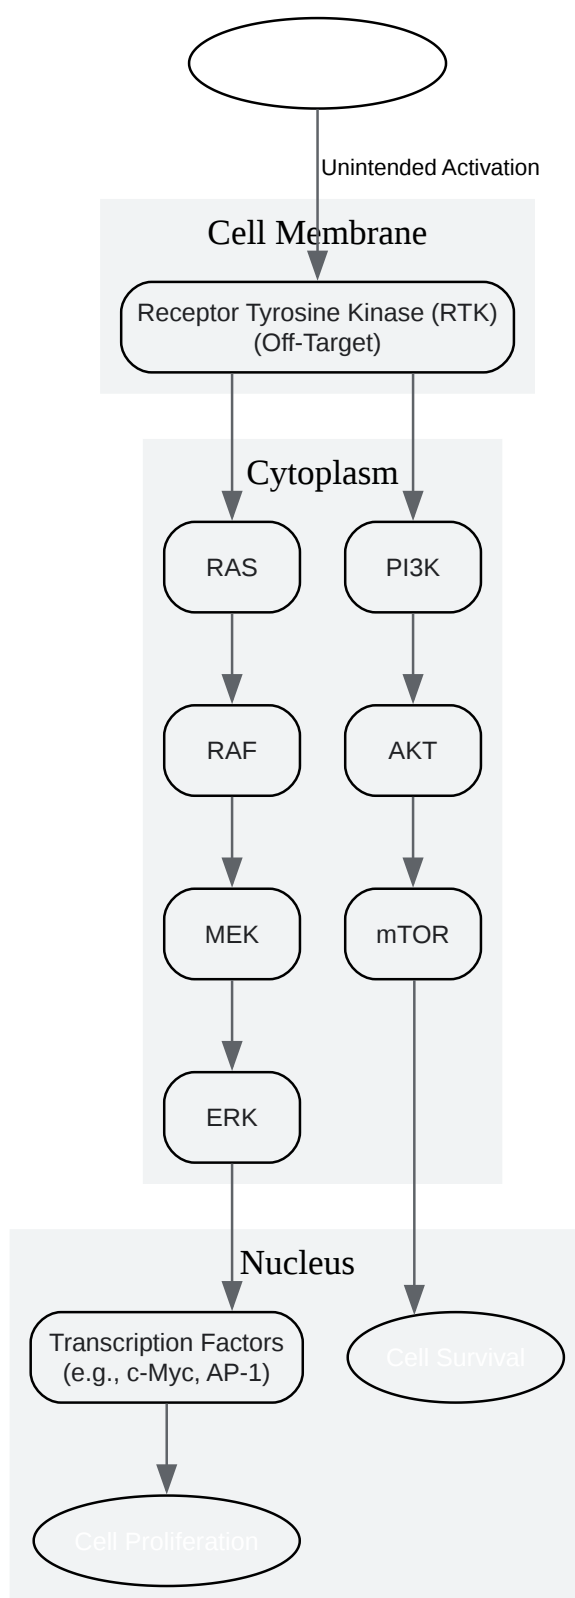 Unintended Activation
Cell Membrane
Receptor Tyrosine Kinase (RTK)
(Off-Target)
Cytoplasm
RAS
PI3K
RAF
AKT
MEK
mTOR
ERK
Nucleus
Transcription Factors
(e.g., c-Myc, AP-1)
Cell Survival
Cell Proliferation